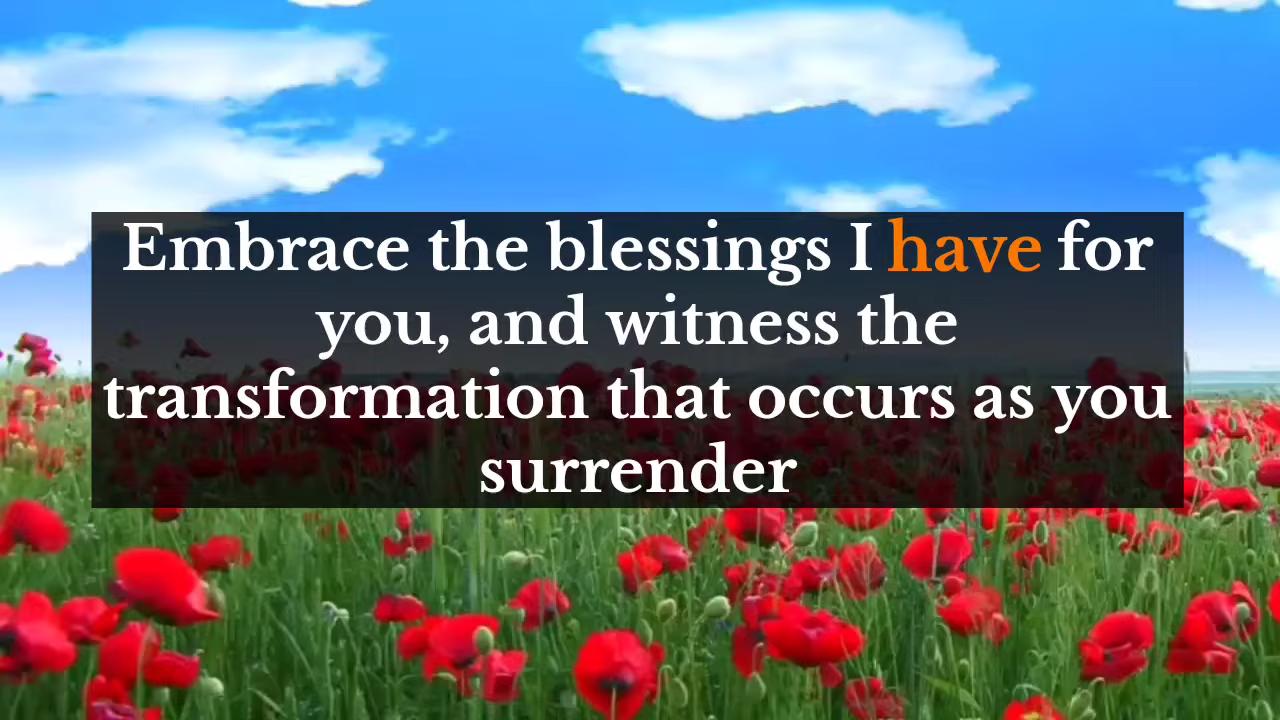 Embrace the blessings I have for
you, and witness the
transformation that occurs as you
surrender